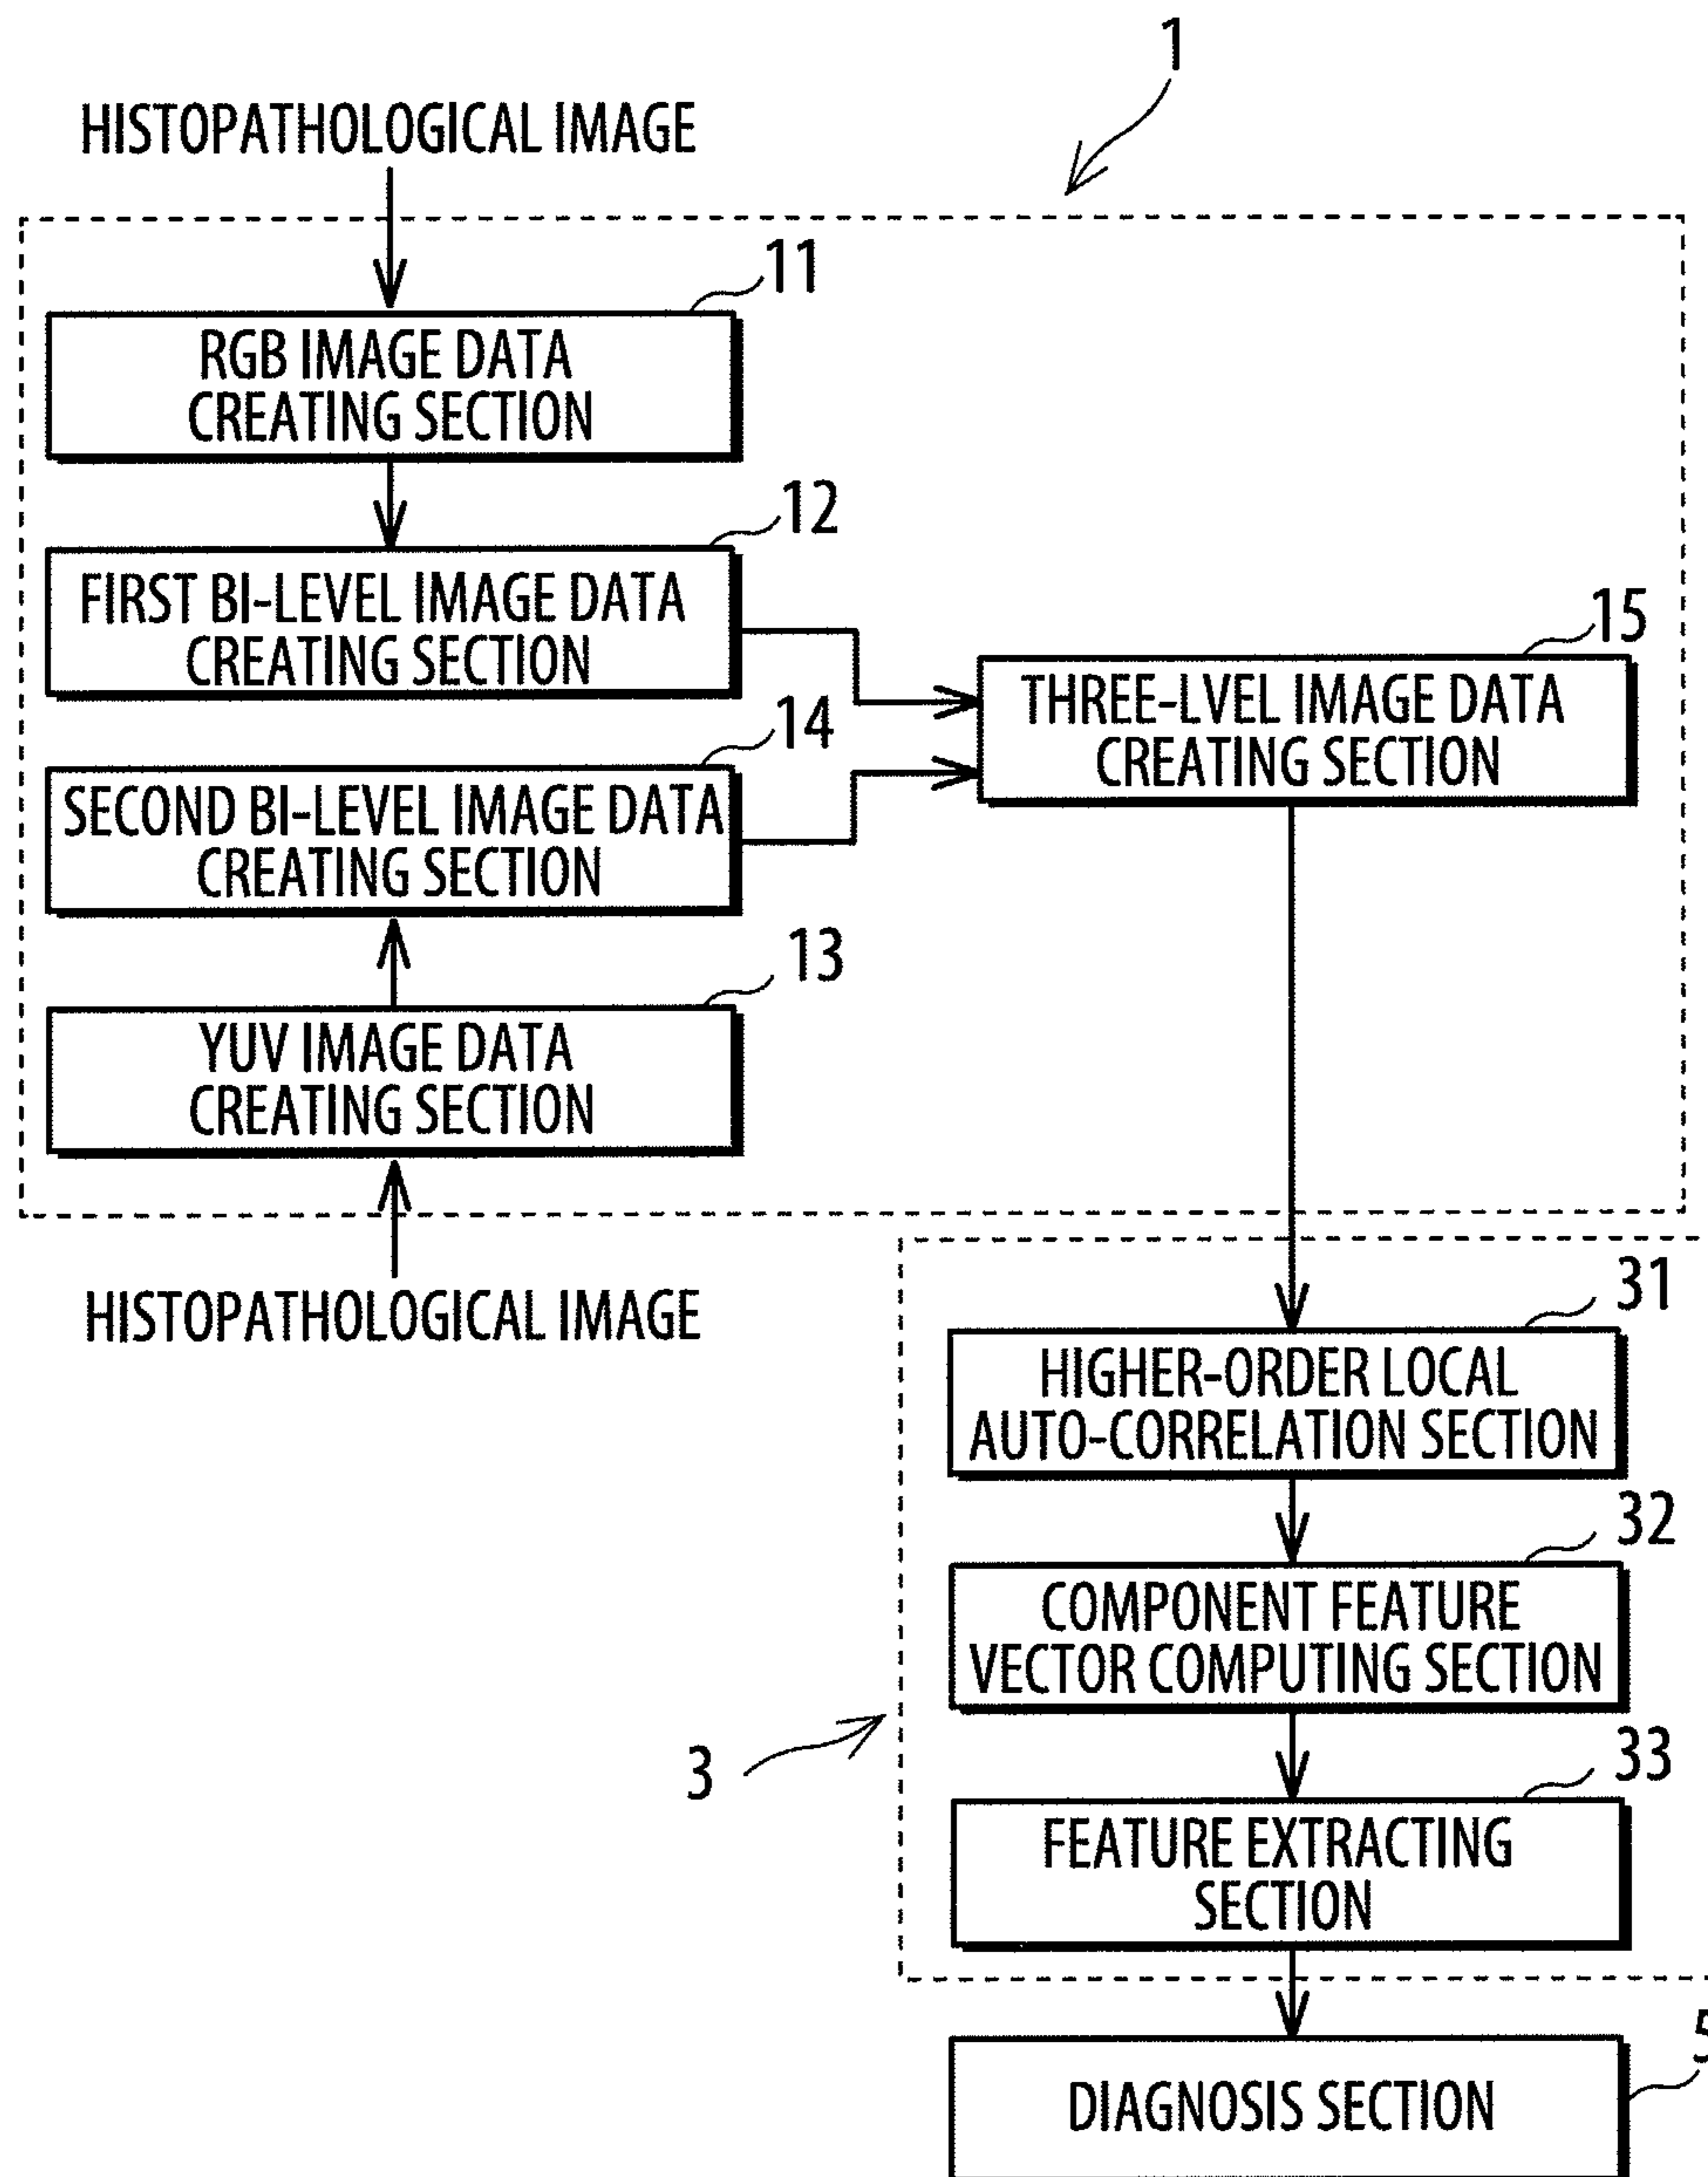 1
HISTOPATHOLOGICAL IMAGE
11
RGB IMAGE DATA
CREATING SECTION
12
FIRST BI-LEVEL IMAGE DATA
CREATING SECTION
15
THREE-LVEL IMAGE DATA
CREATING SECTION
14
SECOND BI-LEVEL IMAGE DATA
CREATING SECTION
13
YUV IMAGE DATA
CREATING SECTION
HISTOPATHOLOGICAL IMAGE
31
HIGHER-ORDER LOCAL
AUTO-CORRELATION SECTION
32
COMPONENT FEATURE
VECTOR COMPUTING SECTION
3
33
FEATURE EXTRACTING
SECTION
5
DIAGNOSIS SECTION